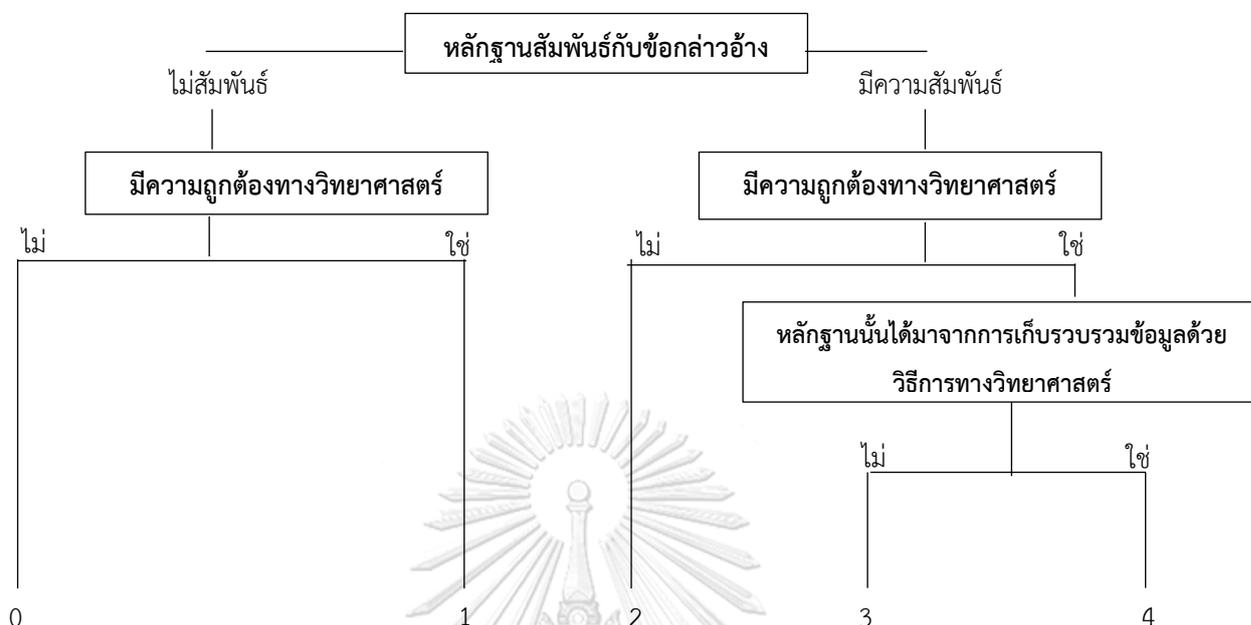 หลักฐานสัมพันธ์กับข้อกล่าวอ้าง
ไม่สัมพันธ์
มีความสัมพันธ์
มีความถูกต้องทางวิทยาศาสตร์
มีความถูกต้องทางวิทยาศาสตร์
ไม่
ใช่
ไม่
ใช่
หลักฐานนั้นได้มาจากการเก็บรวบรวมข้อมูลด้วย
วิธีการทางวิทยาศาสตร์
ไม่
ใช่
0
1
2
3
4